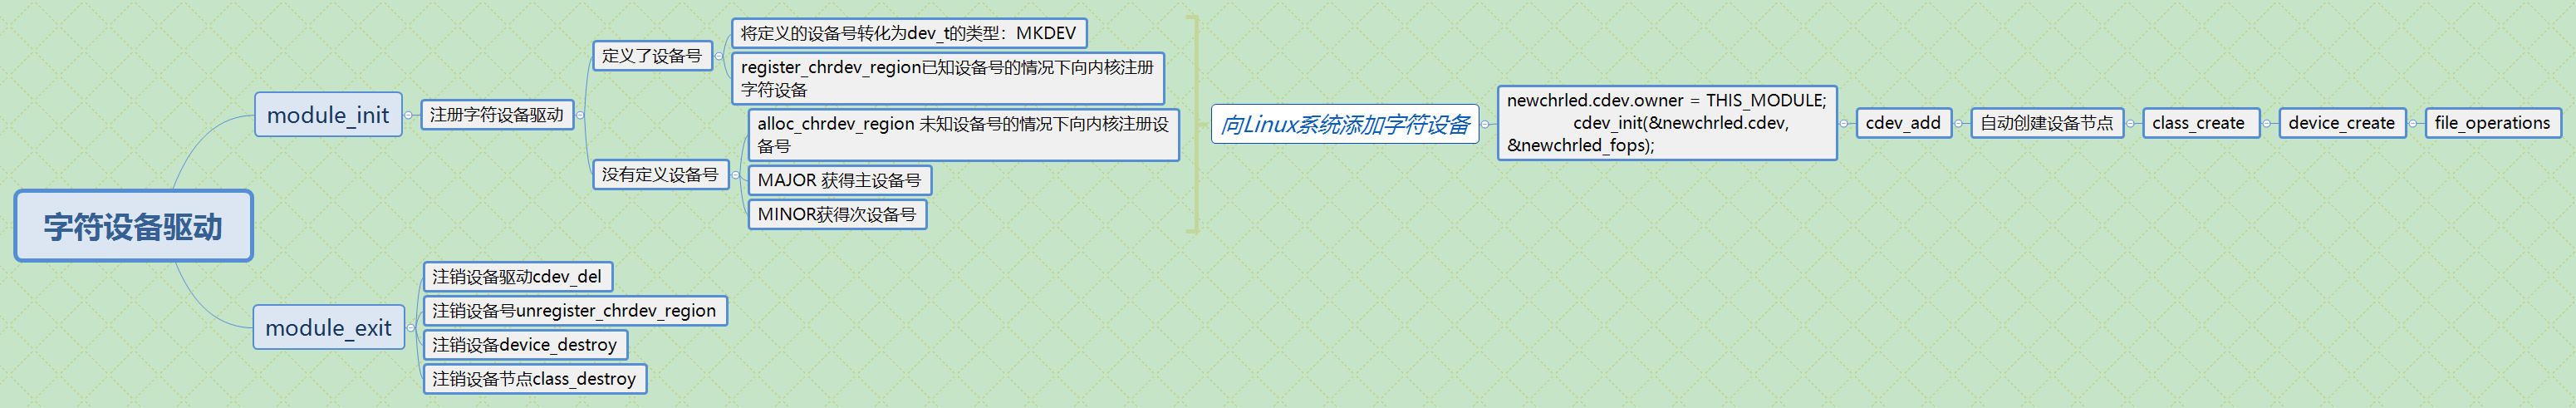 字符设备驱动
module_init
注册字符设备驱动
定义了设备号
将定义的设备号转化为dev_t的类型：MKDEV
register_chrdev_region已知设备号的情况下向内核注册
字符设备
没有定义设备号
alloc_chrdev_region 未知设备号的情况下向内核注册设
备号
MAJOR 获得主设备号
MINOR获得次设备号
向Linux系统添加字符设备
newchrled.cdev.owner = THIS_MODULE;
cdev_init(&newchrled.cdev,
&newchrled_fops);
cdev_add
自动创建设备节点
class_create
device_create
file_operations
module_exit
注销设备驱动cdev_del
注销设备号unregister_chrdev_region
注销设备device_destroy
注销设备节点class_destroy